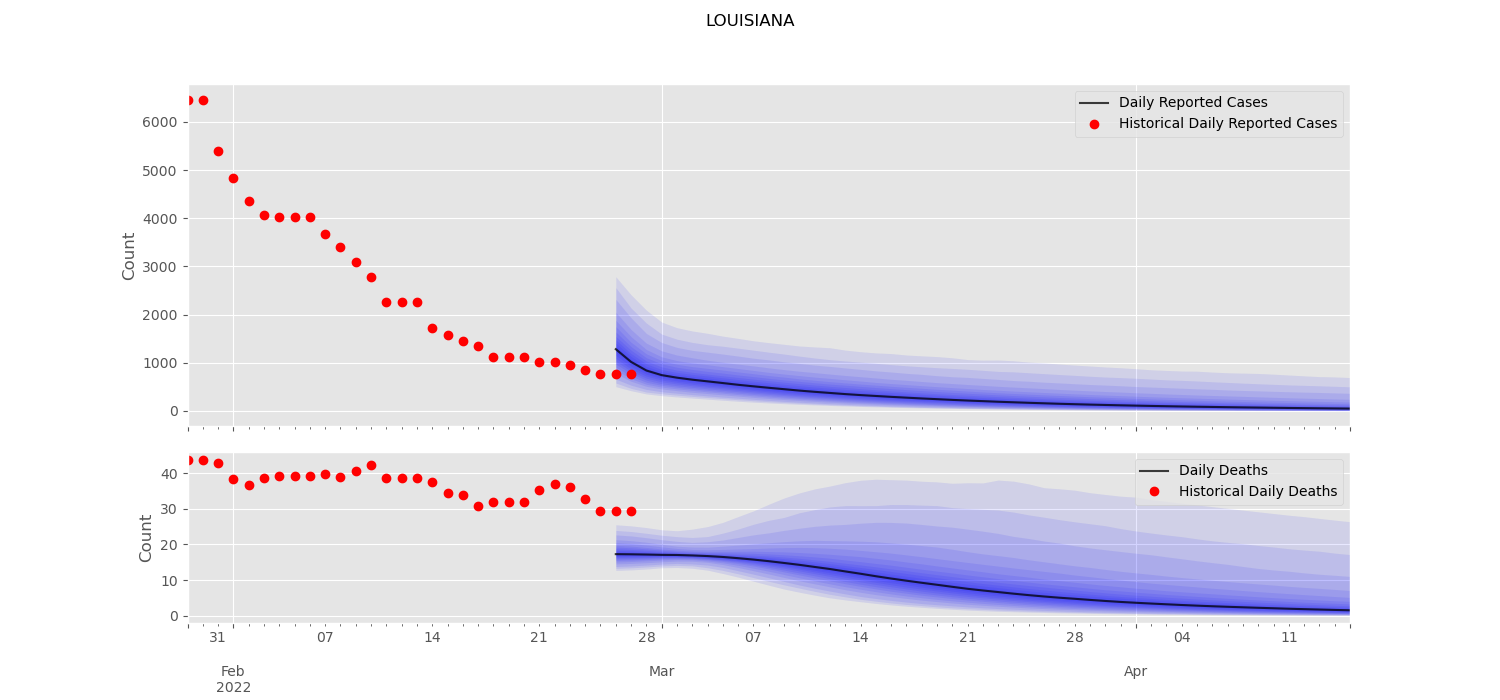 LOUISIANA
Daily Reported Cases
Historical Daily Reported Cases
6000
5000
4000
3000
2000
1000
0
Count
Daily Deaths
Historical Daily Deaths
40
30
20
10
0
Count
31 07 14 21 28 07 14 21 28 04 11
Feb Mar Apr
2022